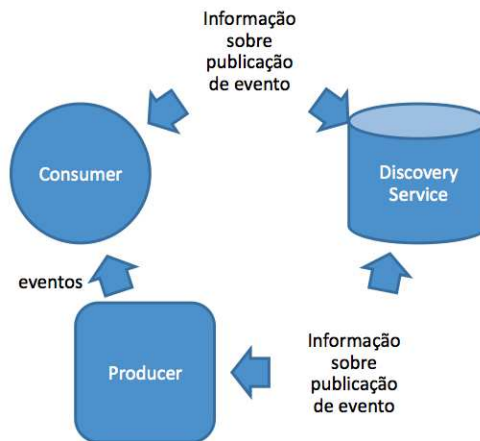 Informação
sobre
publicação
de evento
Consumer
Discovery
Service
eventos
Producer
Informação
sobre
publicação
de evento